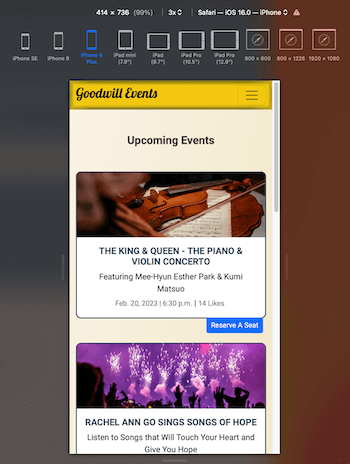 414 × 736 (99%) 3x Safari — iOS 16.0 — iPhone
iPhone SE iPhone 8 iPhone 8 Plus iPad mini (7.9") iPad (9.7") iPad Pro (10.5") iPad Pro (12.9") 800 x 600 800 x 1226 1920 x 1080
Goodwill Events
Upcoming Events
THE KING & QUEEN - THE PIANO &
VIOLIN CONCERTO
Featuring Mee-Hyun Esther Park & Kumi
Matsuo
Feb. 20, 2023 | 6:30 p.m. | 14 Likes
Reserve A Seat
RACHEL ANN GO SINGS SONGS OF HOPE
Listen to Songs that Will Touch Your Heart and
Give You Hope